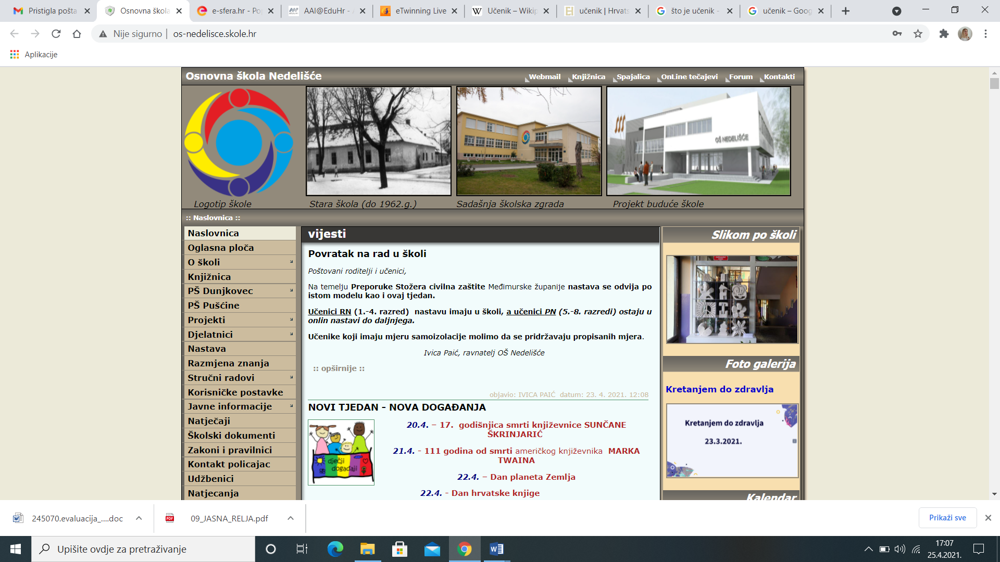 Pristigla pošta
Osnovna škola
e-sfera.hr - Po
AAI@EduHr -
eTwinning Live
Učenik – Wikip
učenik | Hrvats
što je učenik -
učenik – Goog
Nije sigurno | os-nedelisce.skole.hr
Aplikacije
Osnovna škola Nedelišće
Webmail Knjižnica Spajalica OnLine tečajevi Forum Kontakti
OŠ NEDELIŠĆE
Logotip škole
Stara škola (do 1962.g.)
Sadašnja školska zgrada
Projekt buduće škole
:: Naslovnica ::
Naslovnica
Oglasna ploča
O školi
Knjižnica
PŠ Dunjkovec
PŠ Pušćine
Projekti
Djelatnici
Nastava
Razmjena znanja
Stručni radovi
Korisničke postavke
Javne informacije
Natječaji
Školski dokumenti
Zakoni i pravilnici
Kontakt policajac
Udžbenici
Natjecanja
vijesti
Povratak na rad u školi
Poštovani roditelji i učenici,
Na temelju Preporuke Stožera civilna zaštite Međimurske županije nastava se odvija po
istom modelu kao i ovaj tjedan.
Učenici RN (1.-4. razred) nastavu imaju u školi, a učenici PN (5.-8. razredi) ostaju u
onlin nastavi do daljnjega.
Učenike koji imaju mjeru samoizolacije molimo da se pridržavaju propisanih mjera.
Ivica Paić, ravnatelj OŠ Nedelišće
:: opširnije ::
objavio: IVICA PAIĆ datum: 23. 4. 2021. 12:08
NOVI TJEDAN - NOVA DOGAĐANJA
dječji
događaji
20.4. – 17. godišnjica smrti književnice SUNČANE
ŠKRINJARIĆ
21.4. - 111 godina od smrti američkog književnika MARKA
TWAINA
22.4. – Dan planeta Zemlja
22.4. - Dan hrvatske knjige
Slikom po školi
Foto galerija
Kretanjem do zdravlja
Kretanjem do zdravlja
23.3.2021.
Kalendar
245070.evaluacija_....doc
09_JASNA_RELJA.pdf
Prikaži sve
Upišite ovdje za pretraživanje
17:07
25.4.2021.